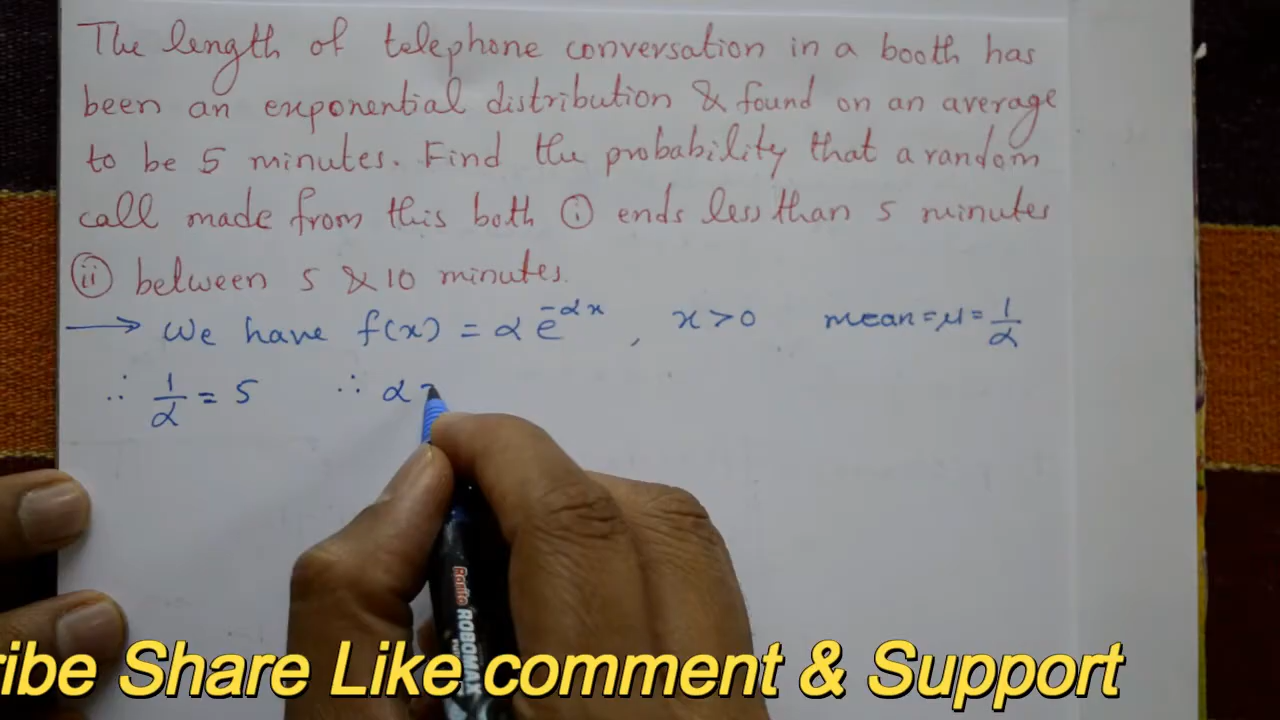 The length of telephone conversation in a booth has
been an exponential distribution & found on an average
to be 5 minutes. Find the probability that a random
call made from this both ⓘ ends less than 5 minutes
ⓘⓘ between 5 & 10 minutes.
→ We have f(x) = α e^{-αx} , x > 0 mean = μ = 1/α
∴ 1/α = 5 ∴ α =
Reorite ROBOMAX
ribe Share Like comment & Support